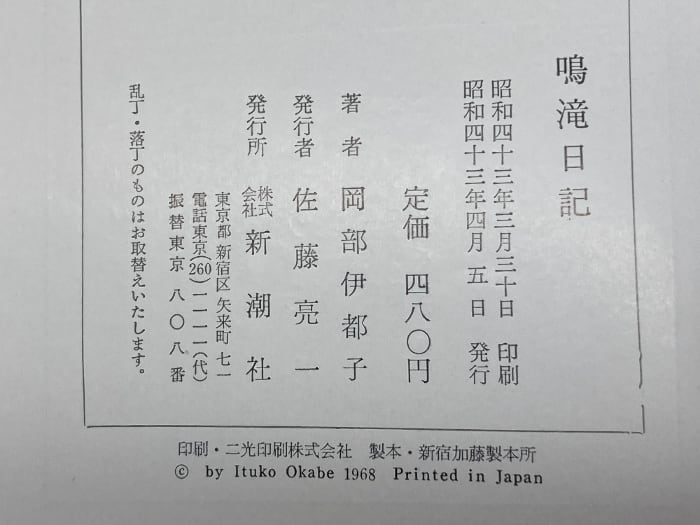 鳴滝日記
昭和四十三年三月三十日 印刷
昭和四十三年四月五日 発行
定価 四八〇円
著者 岡部伊都子
発行者 佐藤亮一
発行所 株式会社 新潮社
東京都新宿区矢来町七一
電話東京(260)一一一一(代)
振替東京 八〇八番
乱丁・落丁のものはお取替えいたします。
印刷・二光印刷株式会社 製本・新宿加藤製本所
© by Ituko Okabe 1968 Printed in Japan